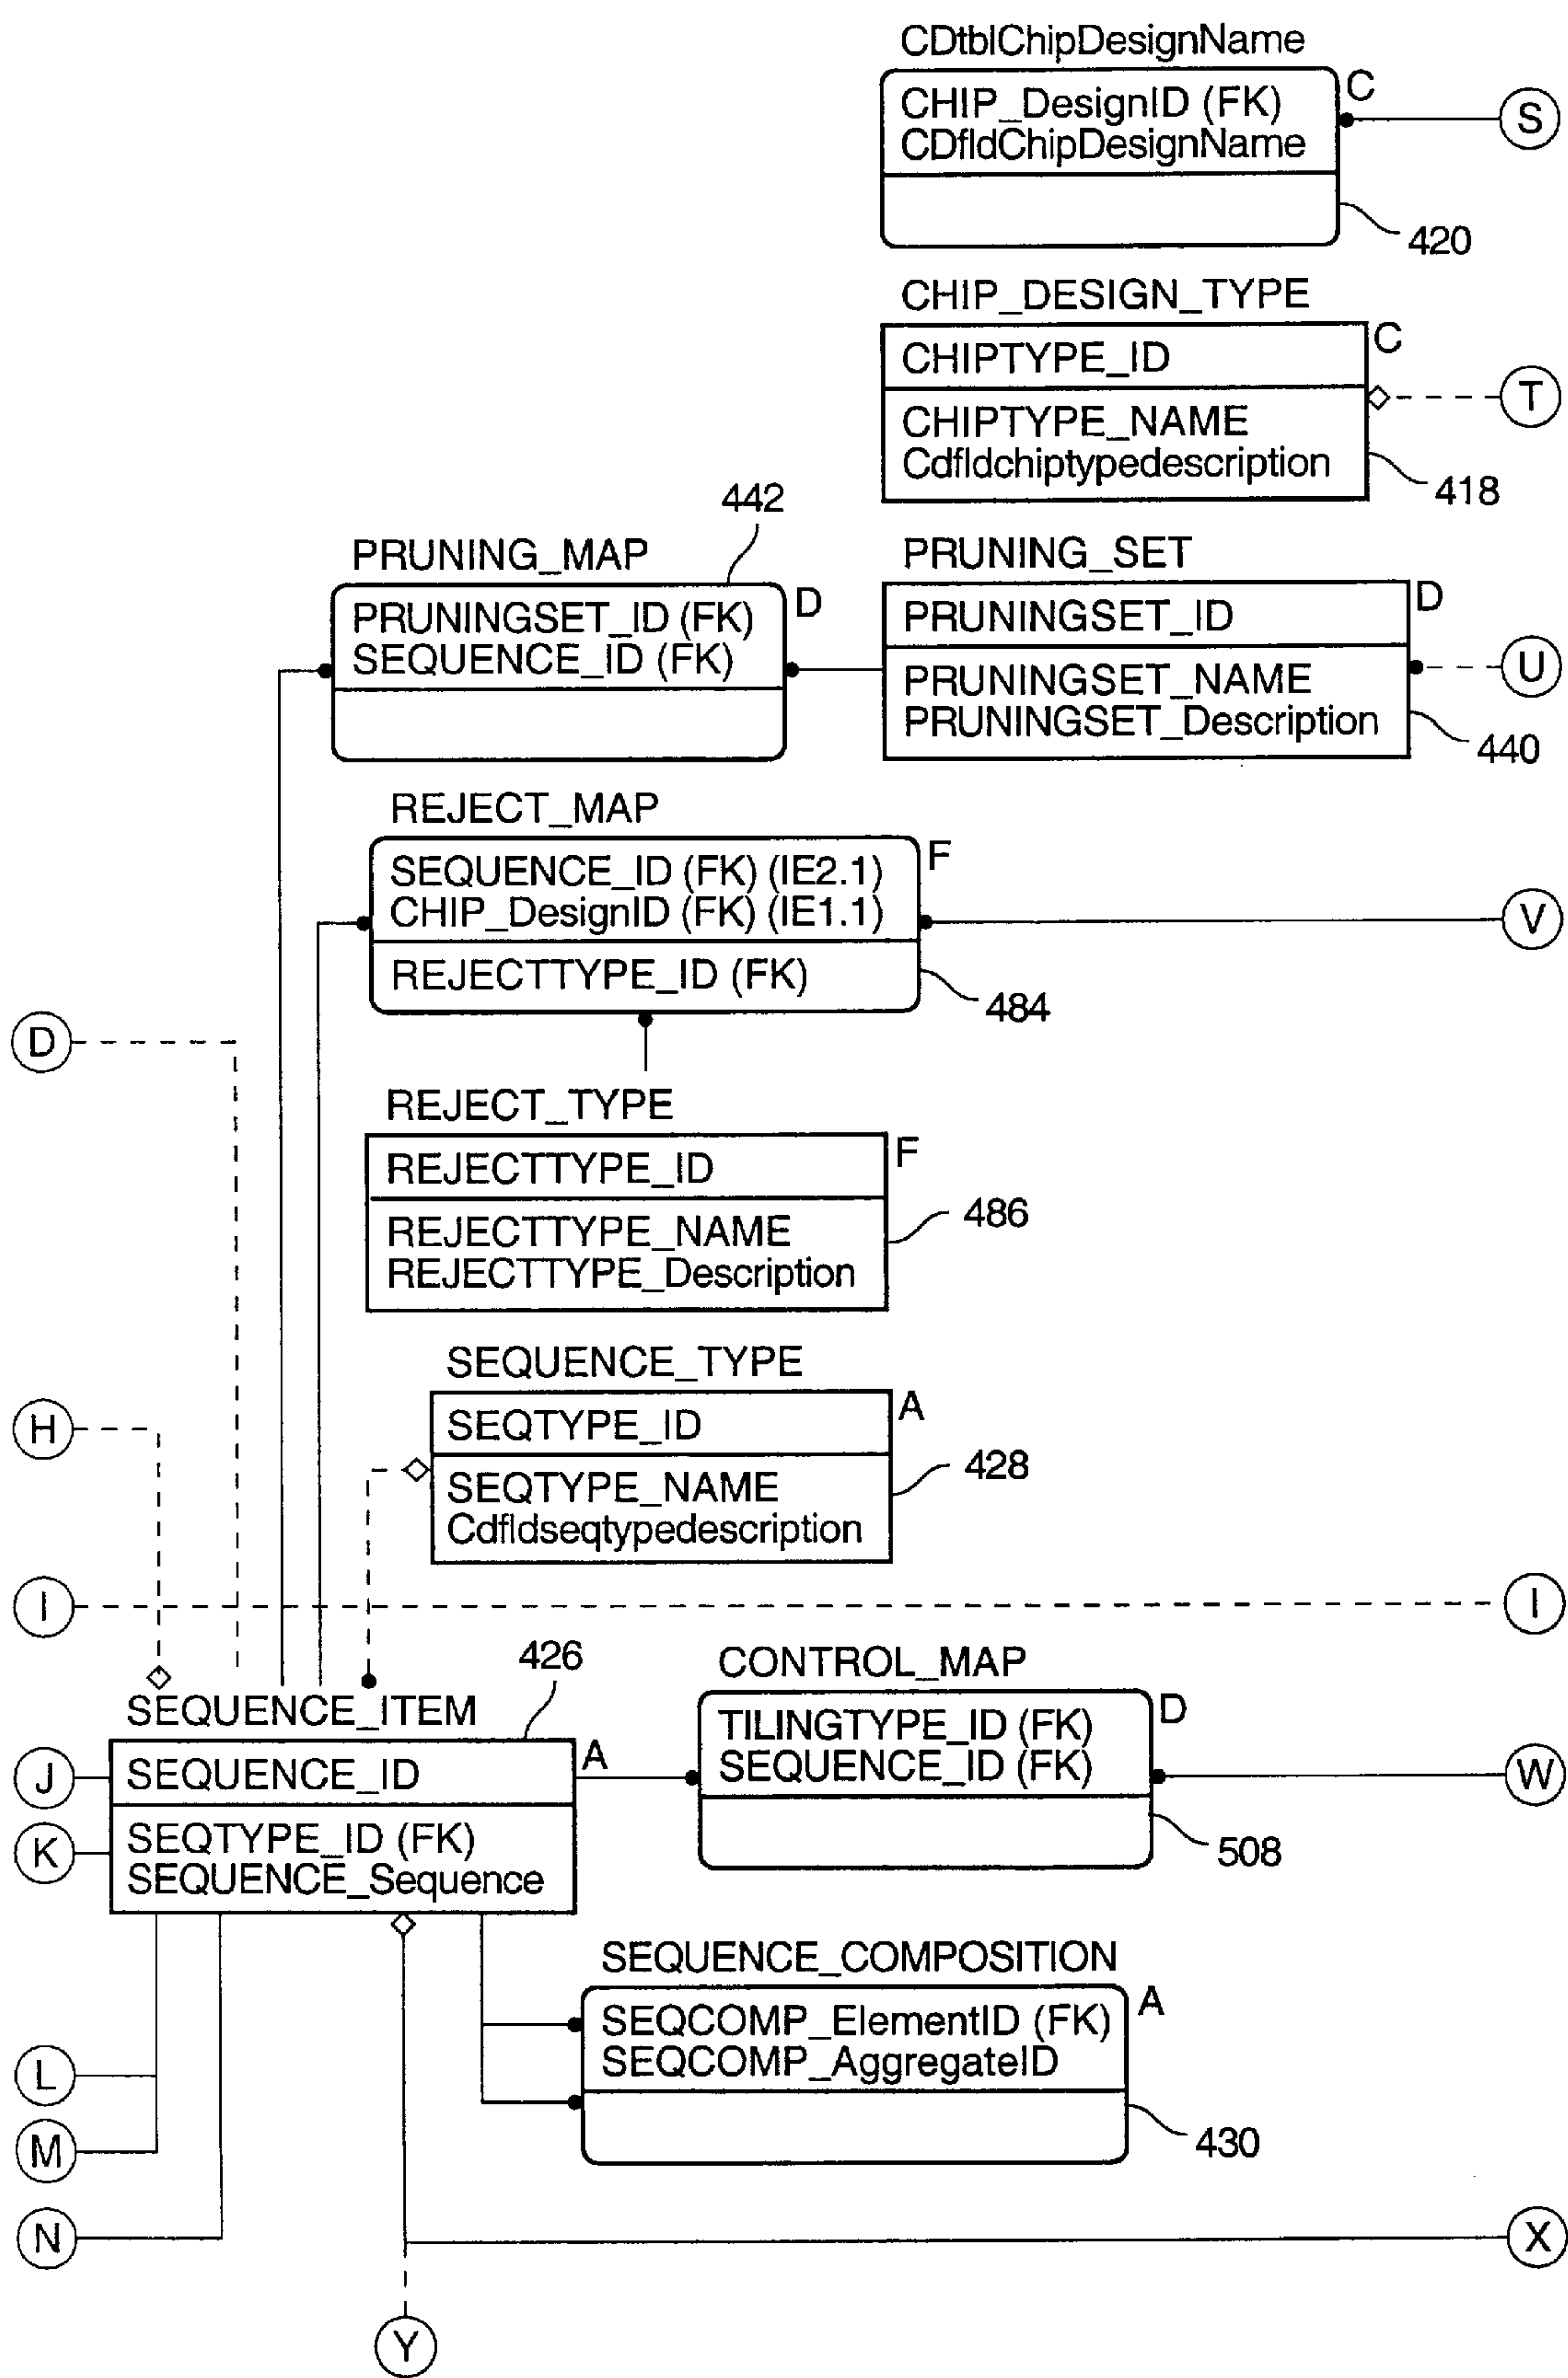 CDtblChipDesignName
CHIP_DesignID (FK)
CDfldChipDesignName
C
S
420
CHIP_DESIGN_TYPE
CHIPTYPE_ID
C
CHIPTYPE_NAME
Cdfldchiptypedescription
T
418
442
PRUNING_MAP
PRUNINGSET_ID (FK)
SEQUENCE_ID (FK)
D
PRUNING_SET
PRUNINGSET_ID
D
PRUNINGSET_NAME
PRUNINGSET_Description
U
440
REJECT_MAP
SEQUENCE_ID (FK) (IE2.1)
CHIP_DesignID (FK) (IE1.1)
F
REJECTTYPE_ID (FK)
V
484
D
REJECT_TYPE
REJECTTYPE_ID
F
REJECTTYPE_NAME
REJECTTYPE_Description
486
SEQUENCE_TYPE
SEQTYPE_ID
A
SEQTYPE_NAME
Cdfldseqtypedescription
428
H
I
I
426
SEQUENCE_ITEM
SEQUENCE_ID
A
SEQTYPE_ID (FK)
SEQUENCE_Sequence
J
K
CONTROL_MAP
TILINGTYPE_ID (FK)
SEQUENCE_ID (FK)
D
W
508
SEQUENCE_COMPOSITION
SEQCOMP_ElementID (FK)
SEQCOMP_AggregateID
A
430
L
M
N
X
Y